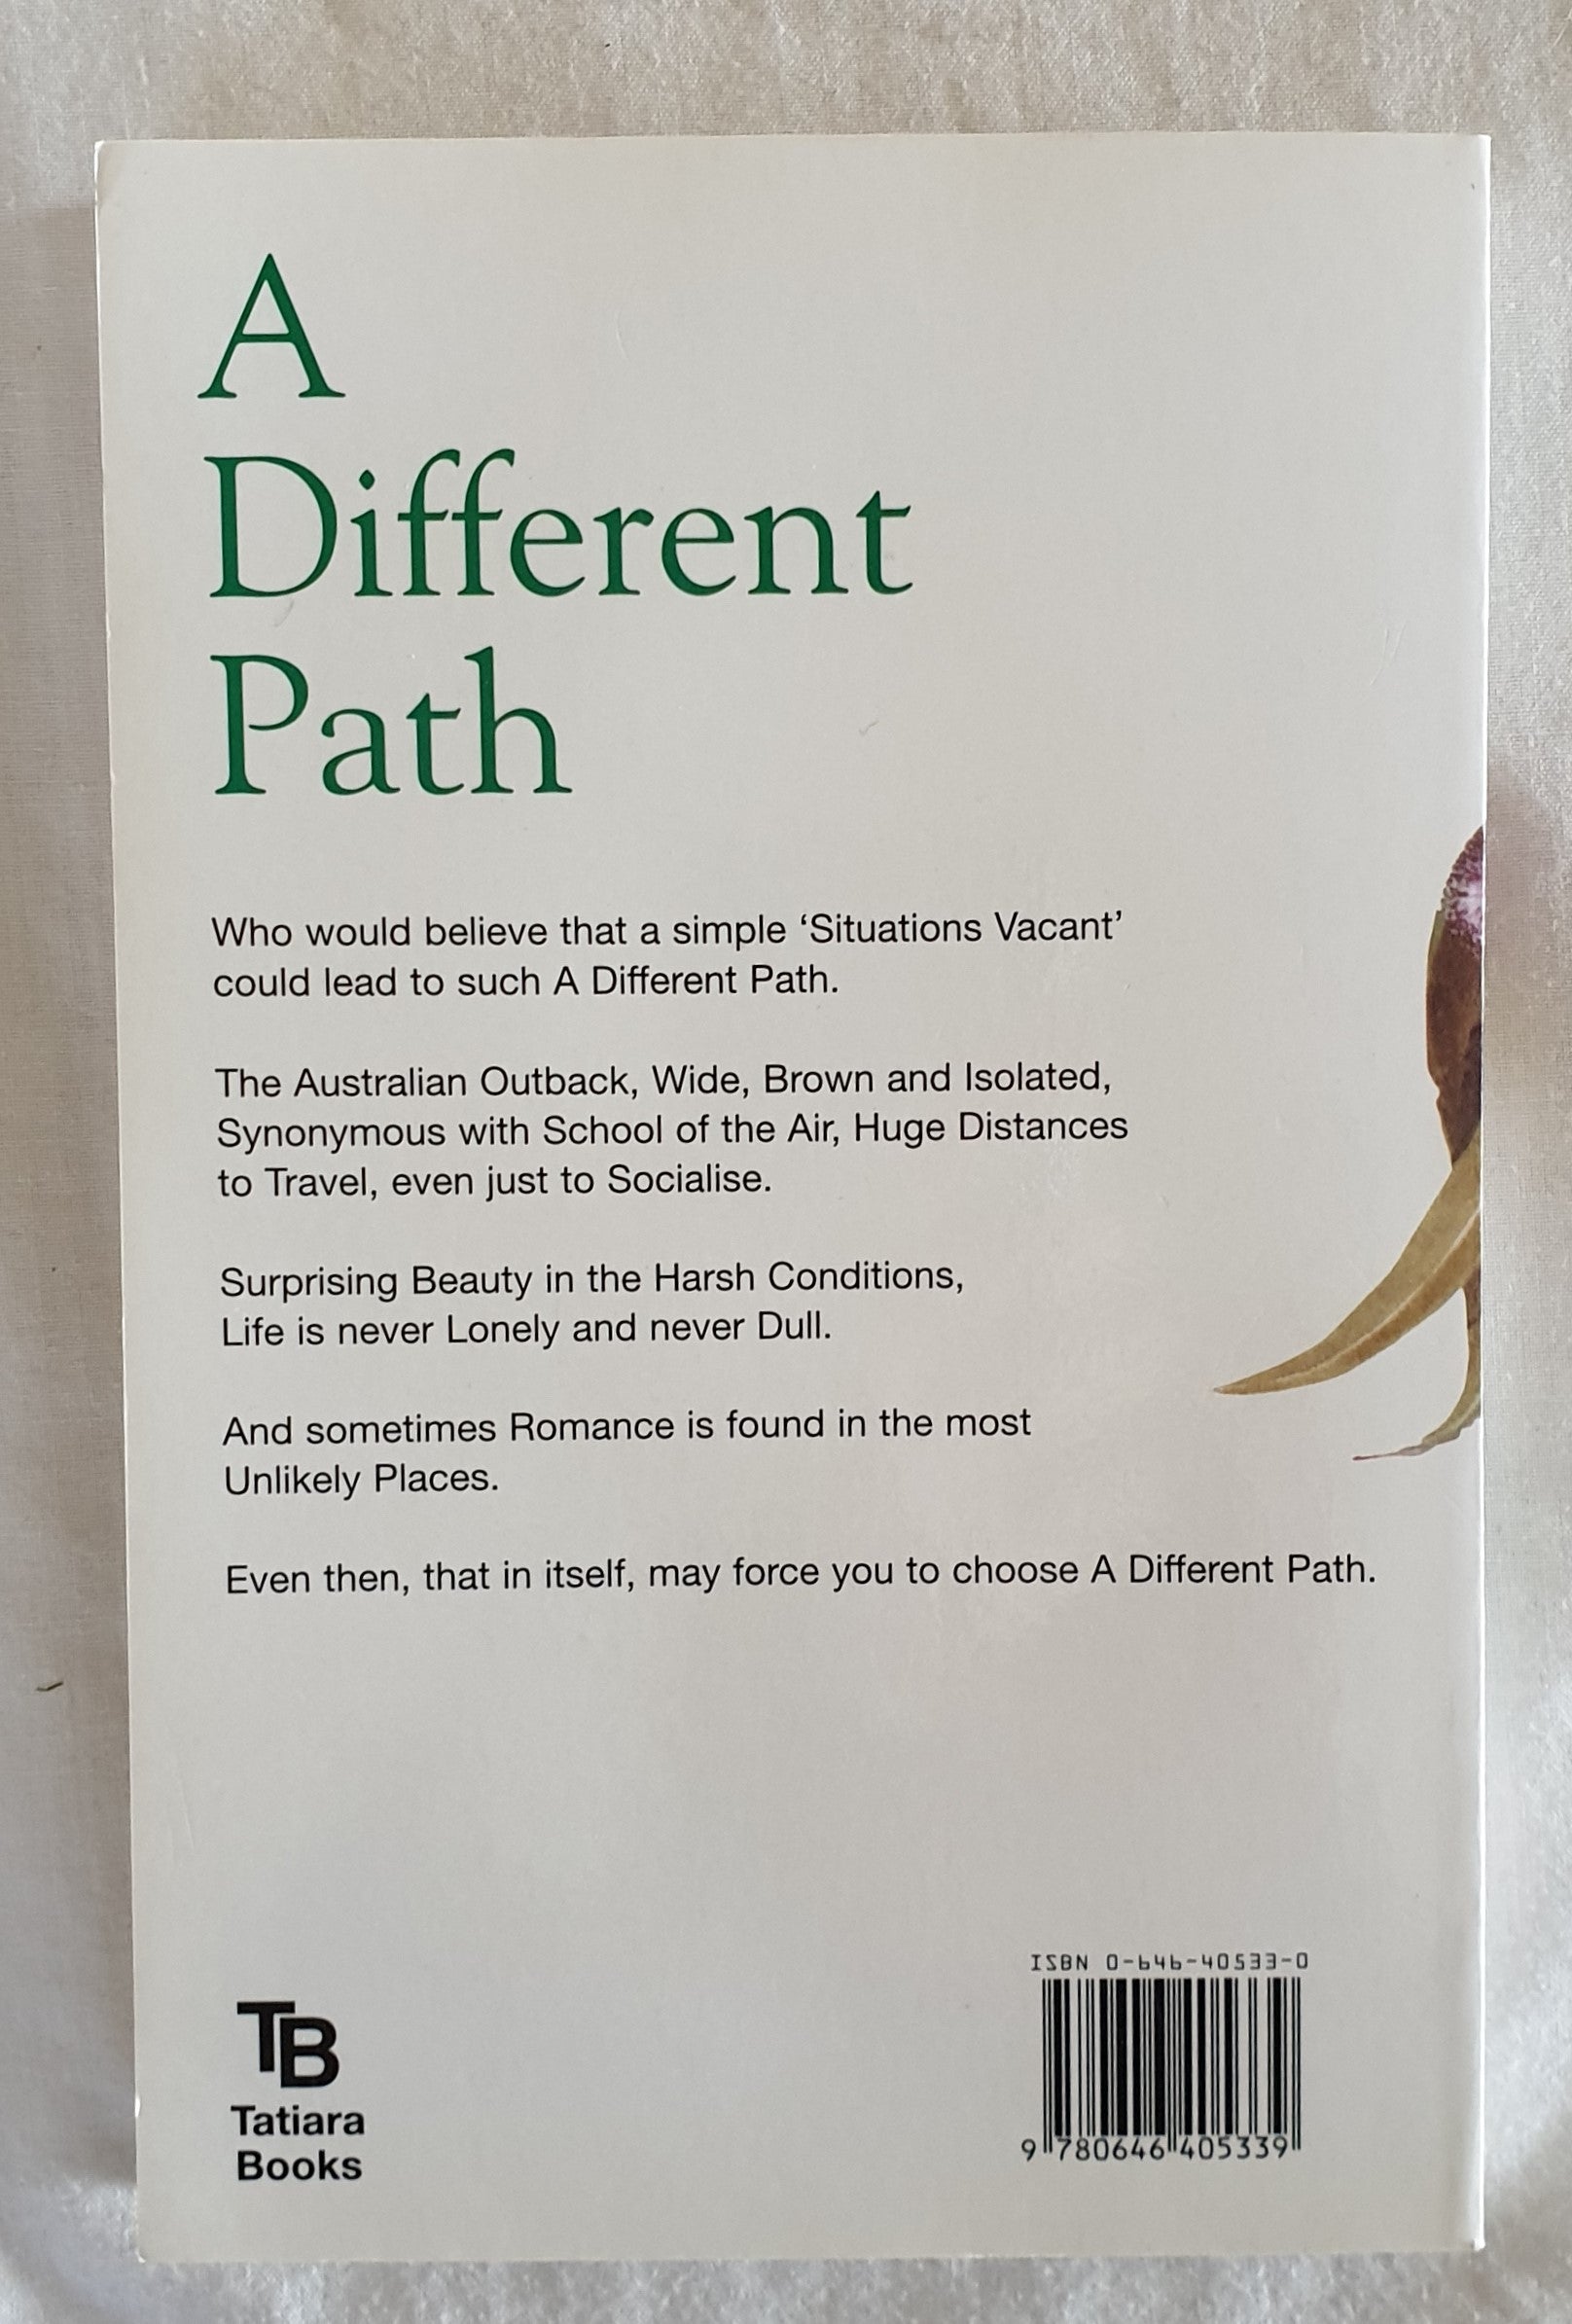 A
Different
Path
Who would believe that a simple ‘Situations Vacant’
could lead to such A Different Path.
The Australian Outback, Wide, Brown and Isolated,
Synonymous with School of the Air, Huge Distances
to Travel, even just to Socialise.
Surprising Beauty in the Harsh Conditions,
Life is never Lonely and never Dull.
And sometimes Romance is found in the most
Unlikely Places.
Even then, that in itself, may force you to choose A Different Path.
TB
Tatiara
Books
ISBN 0-646-40533-0
9 780646 405339